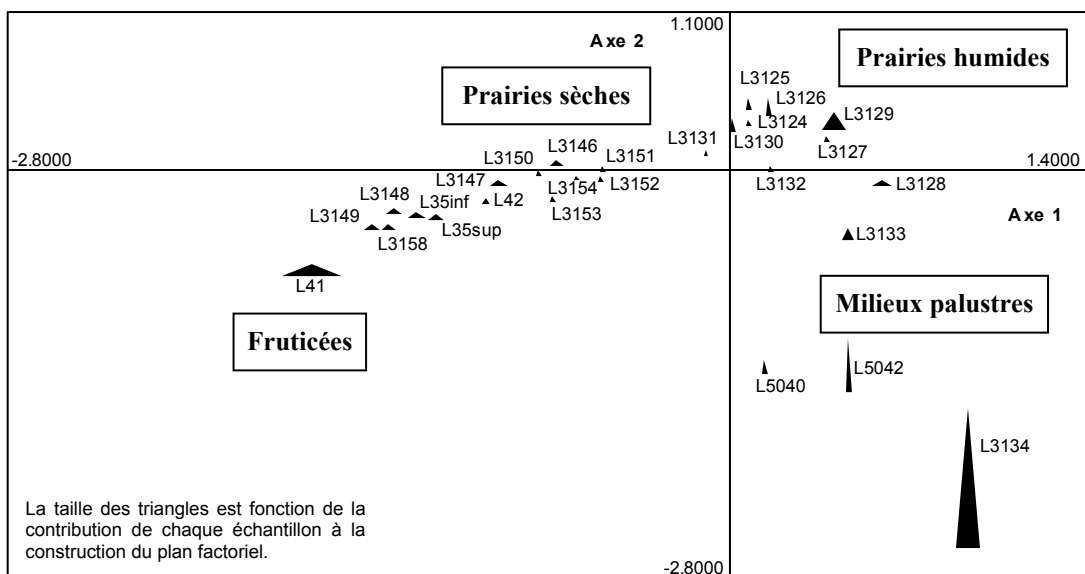 1.1000
Axe 2
Prairies humides
Prairies sèches
L3125
L3126
L3124
L3129
L3130
L3127
L3131
L3146
L3150
L3151
-2.8000
1.4000
L3147
L3154
L3152
L3132
L3128
L3148
L35inf
L42
L3153
L3149
L35sup
L3158
Axe 1
L3133
L41
Milieux palustres
Fruticées
L5042
L5040
L3134
La taille des triangles est fonction de la
contribution de chaque échantillon à la
construction du plan factoriel.
-2.8000